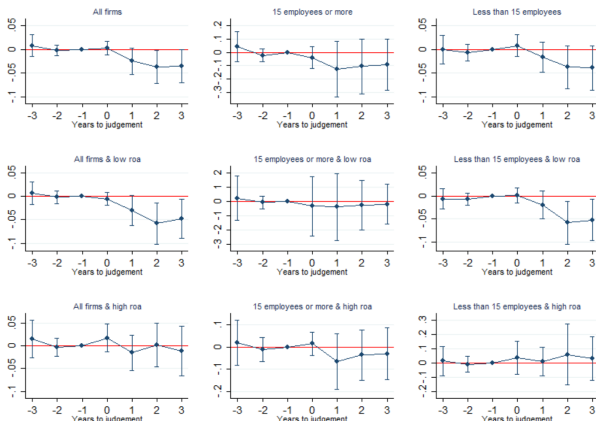 All firms
.05
0
-.05
-.1
-3 -2 -1 0 1 2 3
Years to judgement
15 employees or more
.2
.1
0
-.1
-.2
-.3
-3 -2 -1 0 1 2 3
Years to judgement
Less than 15 employees
.05
0
-.05
-.1
-3 -2 -1 0 1 2 3
Years to judgement
All firms & low roa
.05
0
-.05
-.1
-3 -2 -1 0 1 2 3
Years to judgement
15 employees or more & low roa
.2
.1
0
-.1
-.2
-.3
-3 -2 -1 0 1 2 3
Years to judgement
Less than 15 employees & low roa
.05
0
-.05
-.1
-3 -2 -1 0 1 2 3
Years to judgement
All firms & high roa
.05
0
-.05
-.1
-3 -2 -1 0 1 2 3
Years to judgement
15 employees or more & high roa
.1
0
-.1
-.2
-3 -2 -1 0 1 2 3
Years to judgement
Less than 15 employees & high roa
.3
.2
.1
0
-.1
-.2
-3 -2 -1 0 1 2 3
Years to judgement